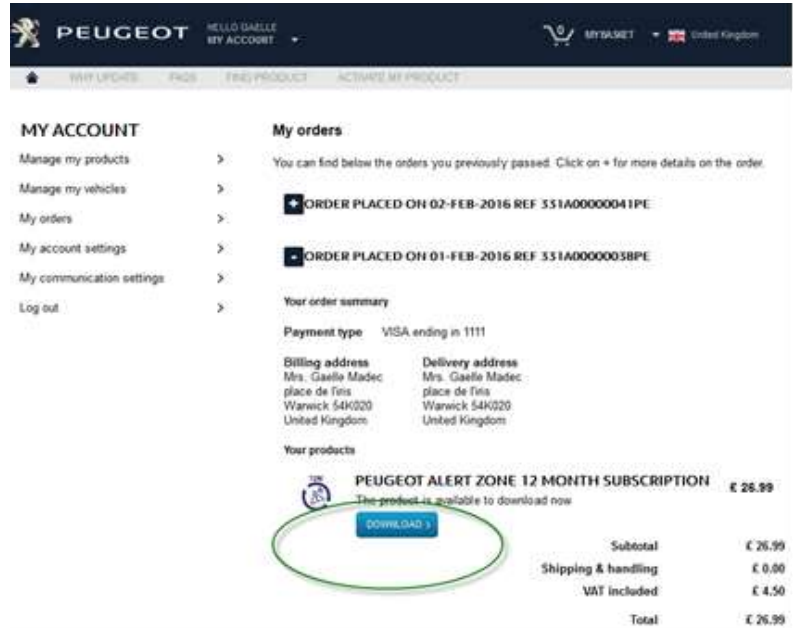 PEUGEOT
HELLO GAELLE
MY ACCOUNT
0
MY BASKET
United Kingdom
WHY UPDATE FAQS FIND PRODUCT ACTIVATE MY PRODUCT
MY ACCOUNT
Manage my products >
Manage my vehicles >
My orders >
My account settings >
My communication settings >
Log out >
My orders
You can find below the orders you previously passed. Click on + for more details on the order.
+ ORDER PLACED ON 02-FEB-2016 REF 331A00000041PE
- ORDER PLACED ON 01-FEB-2016 REF 331A00000038PE
Your order summary
Payment type VISA ending in 1111
Billing address
Mrs. Gaelle Madec
place de l'iris
Warwick 54K020
United Kingdom
Delivery address
Mrs. Gaelle Madec
place de l'iris
Warwick 54K020
United Kingdom
Your products
PEUGEOT ALERT ZONE 12 MONTH SUBSCRIPTION £ 26.99
The product is available to download now
DOWNLOAD >
Subtotal £ 26.99
Shipping & handling £ 0.00
VAT included £ 4.50
Total £ 26.99